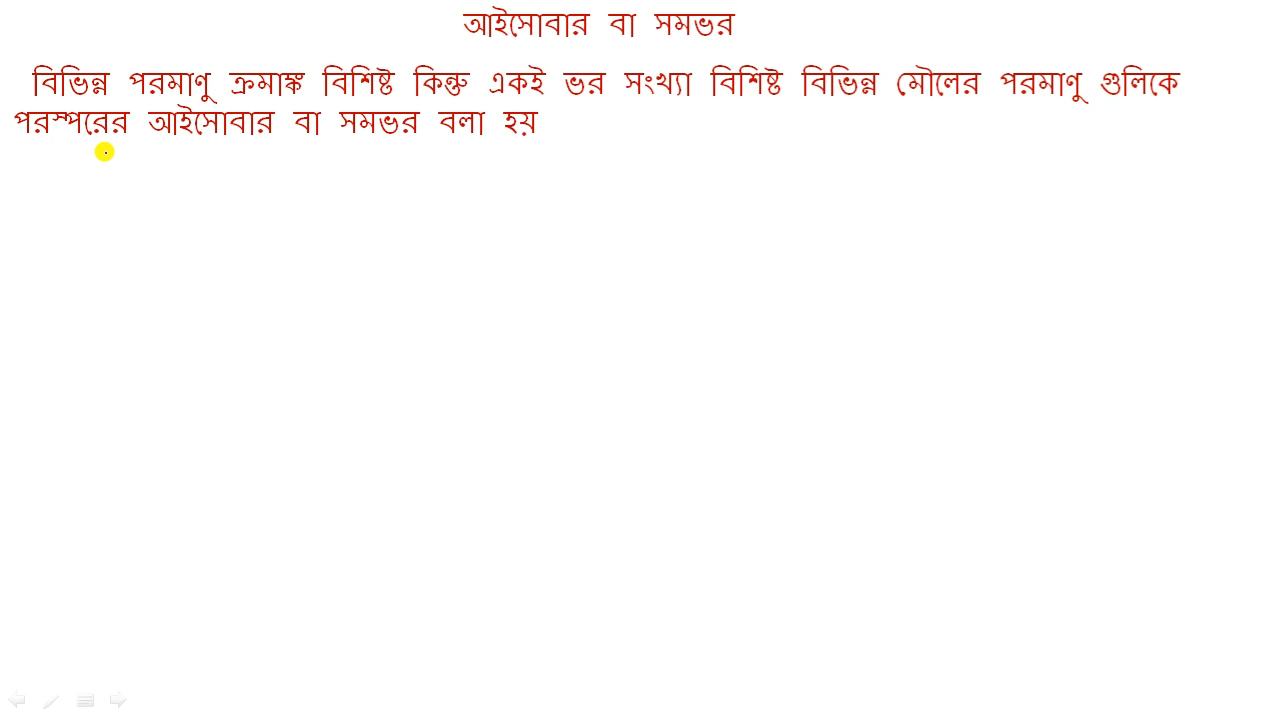 আইসোবার বা সমভর
বিভিন্ন পরমাণু ক্রমাঙ্ক বিশিষ্ট কিন্তু একই ভর সংখ্যা বিশিষ্ট বিভিন্ন মৌলের পরমাণু গুলিকে
পরস্পরের আইসোবার বা সমভর বলা হয়